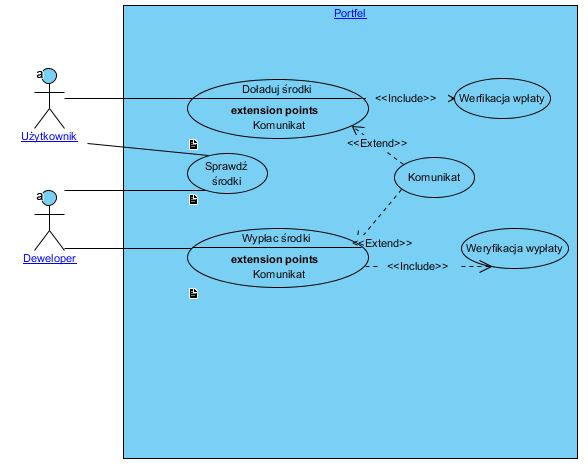 Portfel
a
Użytkownik
Doładuj środki
extension points
Komunikat
<<Include>>
Werfikacja wpłaty
<<Extend>>
Sprawdź
środki
Komunikat
a
Deweloper
Wypłac środki
extension points
Komunikat
<<Extend>>
<<Include>>
Weryfikacja wypłaty